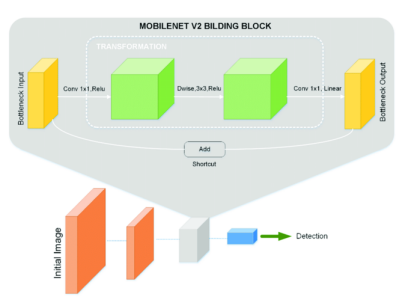 MOBILENET V2 BILDING BLOCK
TRANSFORMATION
Bottleneck Input
Conv 1x1,Relu
Dwise,3x3,Relu
Conv 1x1, Linear
Bottleneck Output
Add
Shortcut
Initial Image
Detection